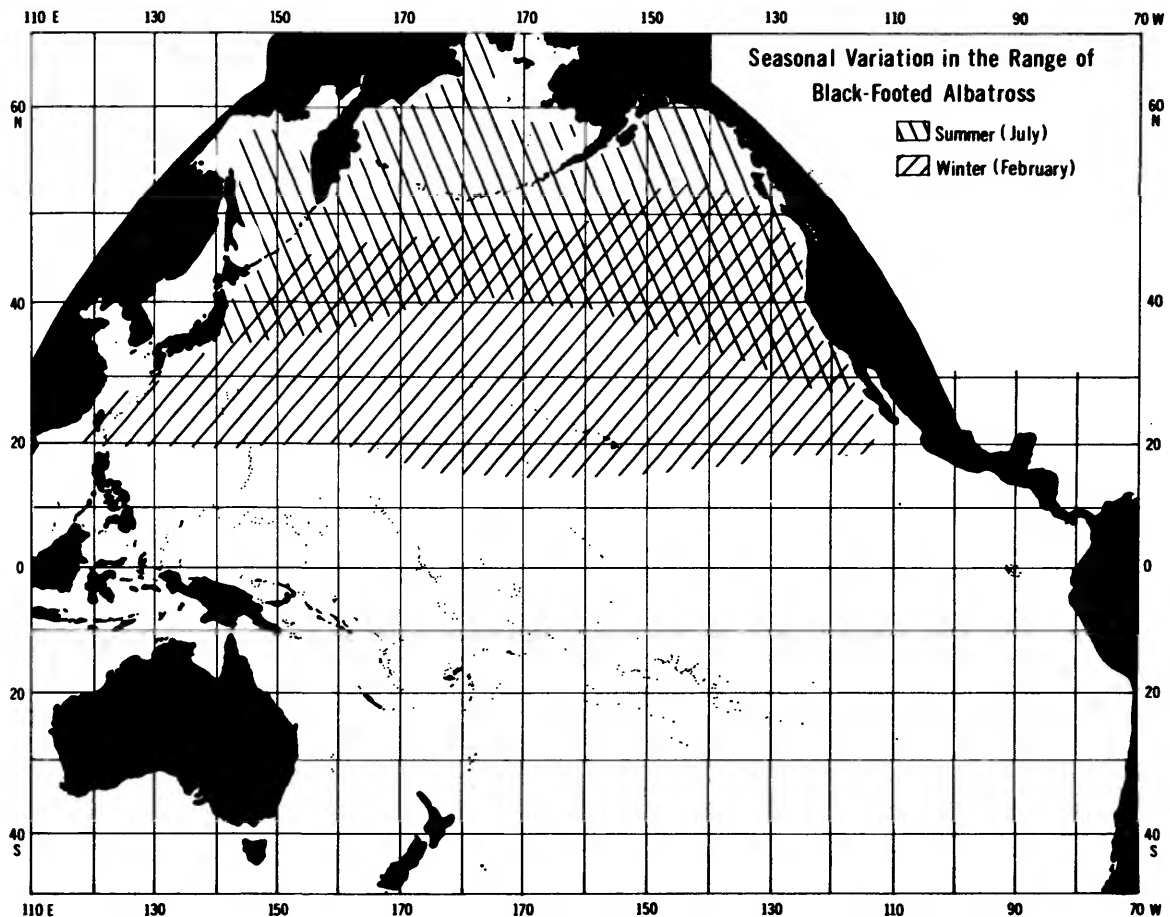 110 E 130 150 170 170 150 130 110 90 70 W
Seasonal Variation in the Range of
Black-Footed Albatross
60 60
N N
Summer (July)
Winter (February)
40 40
20 20
0 0
20 20
40 40
S S
110 E 130 150 170 170 150 130 110 90 70 W